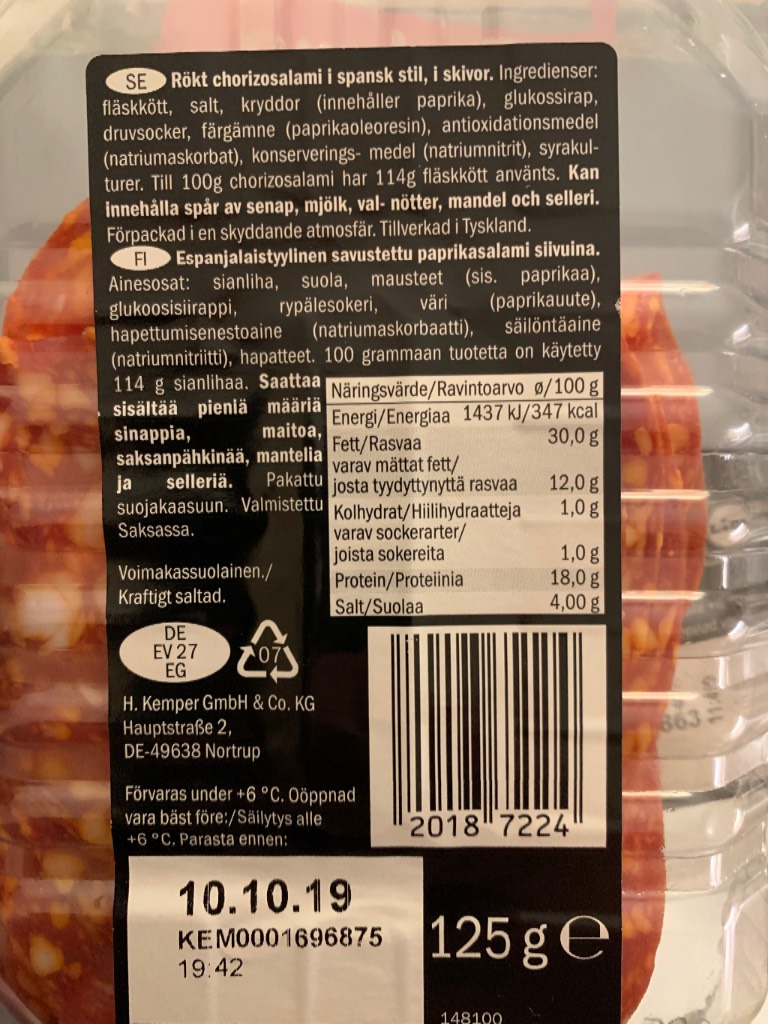 SE Rökt chorizosalami i spansk stil, i skivor. Ingredienser:
fläskkött, salt, kryddor (innehåller paprika), glukossirap,
druvsocker, färgämne (paprikaoleoresin), antioxidationsmedel
(natriumaskorbat), konserverings- medel (natriumnitrit), syrakul-
turer. Till 100g chorizosalami har 114g fläskkött använts. Kan
innehålla spår av senap, mjölk, val- nötter, mandel och selleri.
Förpackad i en skyddande atmosfär. Tillverkad i Tyskland.
FI Espanjalaistyylinen savustettu paprikasalami siivuina.
Ainesosat: sianliha, suola, mausteet (sis. paprikaa),
glukoosisiirappi, rypälesokeri, väri (paprikauute),
hapettumisenestoaine (natriumaskorbaatti), säilöntäaine
(natriumnitriitti), hapatteet. 100 grammaan tuotetta on käytetty
114 g sianlihaa. Saattaa
sisältää pieniä määriä
sinappia, maitoa,
saksanpähkinää, mantelia
ja selleriä. Pakattu
suojakaasuun. Valmistettu
Saksassa.
Näringsvärde/Ravintoarvo ø/100 g
Energi/Energiaa 1437 kJ/347 kcal
Fett/Rasvaa 30,0 g
varav mättat fett/
josta tyydyttynyttä rasvaa 12,0 g
Kolhydrat/Hiilihydraatteja 1,0 g
varav sockerarter/
joista sokereita 1,0 g
Protein/Proteiinia 18,0 g
Salt/Suolaa 4,00 g
Voimakassuolainen./
Kraftigt saltad.
DE
EV 27
EG
07
H. Kemper GmbH & Co. KG
Hauptstraße 2,
DE-49638 Nortrup
Förvaras under +6 °C. Oöppnad
vara bäst före:/Säilytys alle
+6 °C. Parasta ennen:
2018 7224
10.10.19
KEM0001696875
19:42
125 g e
148100